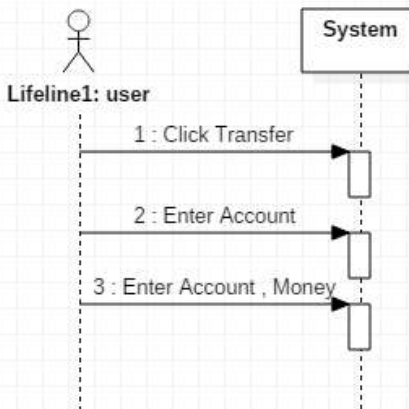 System
Lifeline1: user
1 : Click Transfer
2 : Enter Account
3 : Enter Account , Money